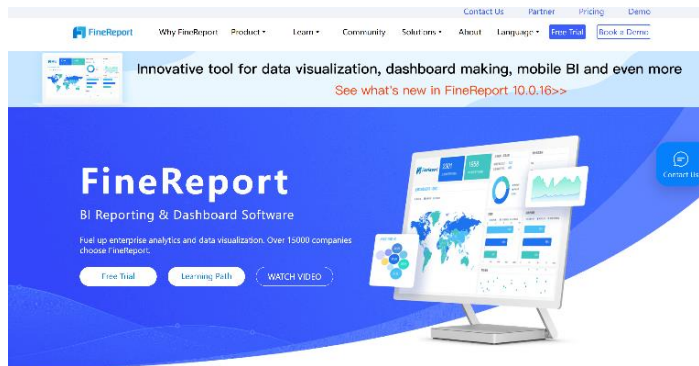 Contact Us Partner Pricing Demo
FineReport Why FineReport Product Learn Community Solutions About Language Free Trial Book a Demo
Innovative tool for data visualization, dashboard making, mobile BI and even more
See what's new in FineReport 10.0.16>>
FineReport
BI Reporting & Dashboard Software
Fuel up enterprise analytics and data visualization. Over 15000 companies
choose FineReport.
Free Trial Learning Path WATCH VIDEO
Contact Us